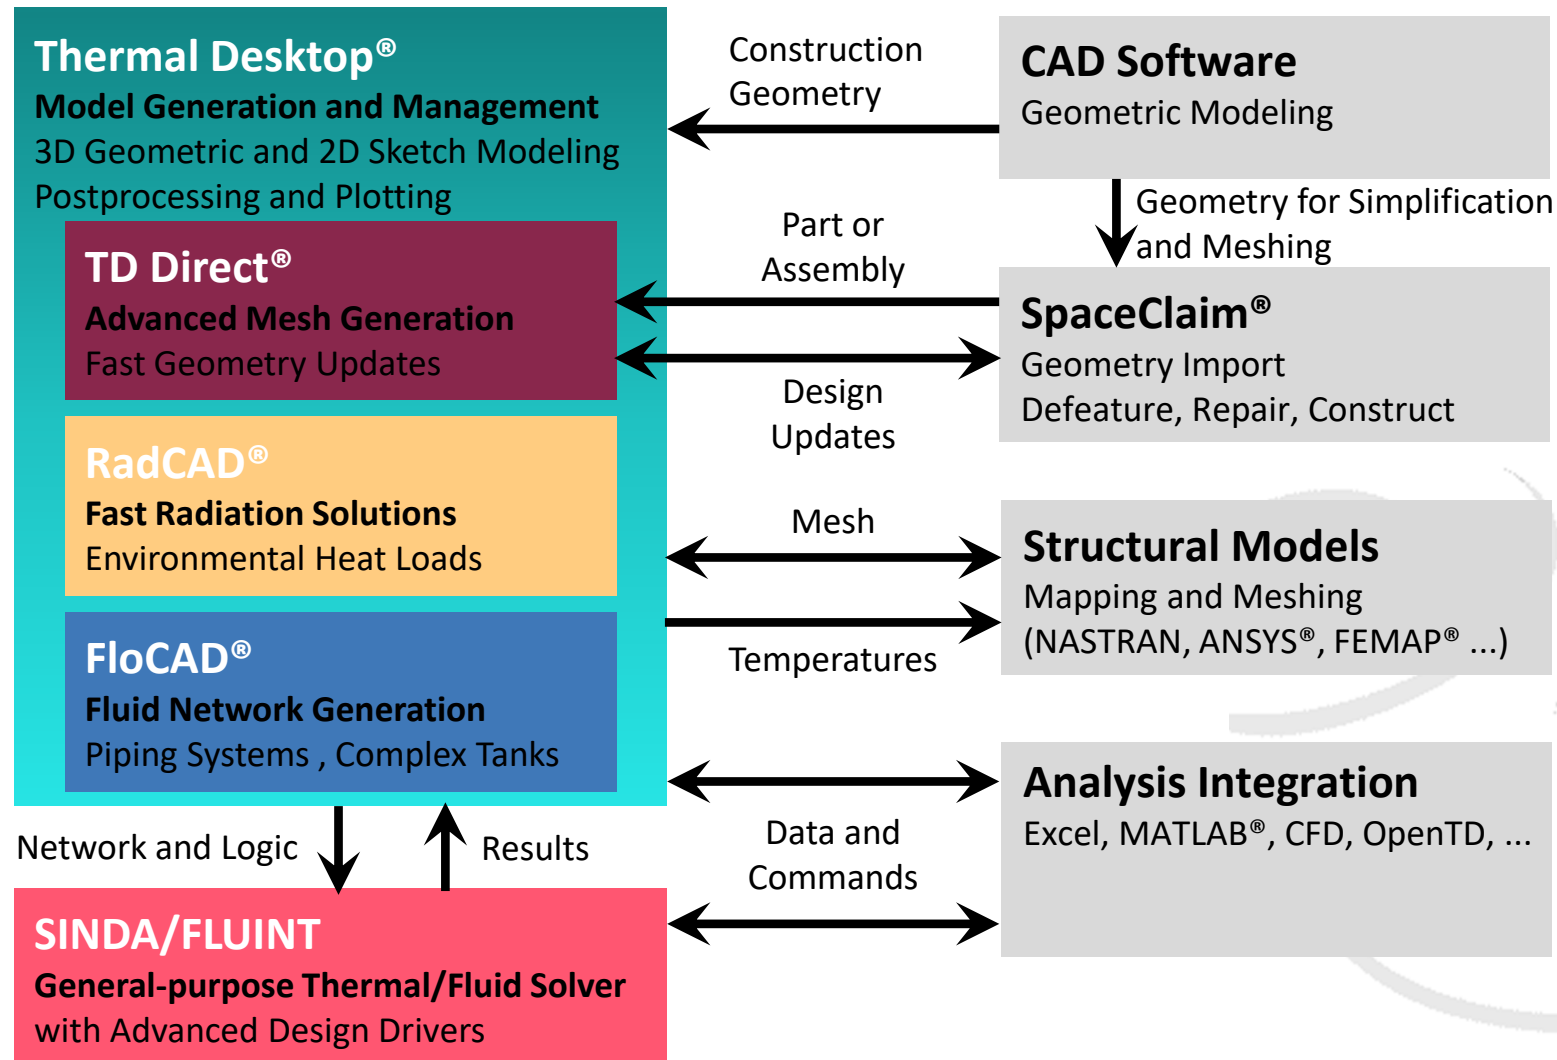 Thermal Desktop®
Model Generation and Management
3D Geometric and 2D Sketch Modeling
Postprocessing and Plotting
TD Direct®
Advanced Mesh Generation
Fast Geometry Updates
RadCAD®
Fast Radiation Solutions
Environmental Heat Loads
FloCAD®
Fluid Network Generation
Piping Systems , Complex Tanks
Network and Logic
Results
SINDA/FLUINT
General-purpose Thermal/Fluid Solver
with Advanced Design Drivers
Construction
Geometry
Part or
Assembly
Design
Updates
Mesh
Temperatures
Data and
Commands
CAD Software
Geometric Modeling
Geometry for Simplification
and Meshing
SpaceClaim®
Geometry Import
Defeature, Repair, Construct
Structural Models
Mapping and Meshing
(NASTRAN, ANSYS®, FEMAP® ...)
Analysis Integration
Excel, MATLAB®, CFD, OpenTD, ...